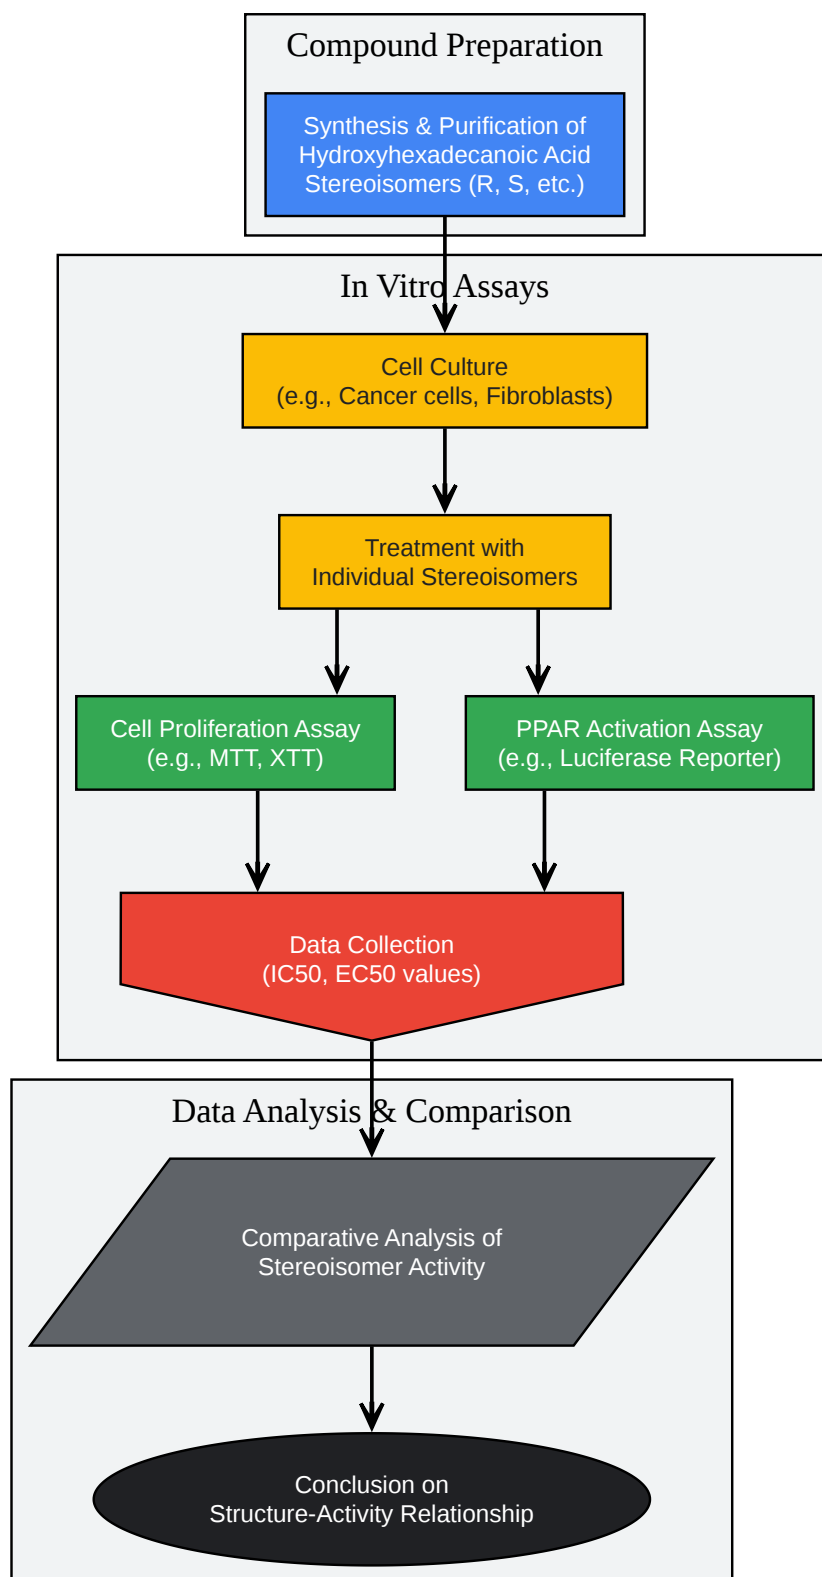 Compound Preparation
Synthesis & Purification of
Hydroxyhexadecanoic Acid
Stereoisomers (R, S, etc.)
In Vitro Assays
Cell Culture
(e.g., Cancer cells, Fibroblasts)
Treatment with
Individual Stereoisomers
Cell Proliferation Assay
(e.g., MTT, XTT)
PPAR Activation Assay
(e.g., Luciferase Reporter)
Data Collection
(IC50, EC50 values)
Data Analysis & Comparison
Comparative Analysis of
Stereoisomer Activity
Conclusion on
Structure-Activity Relationship